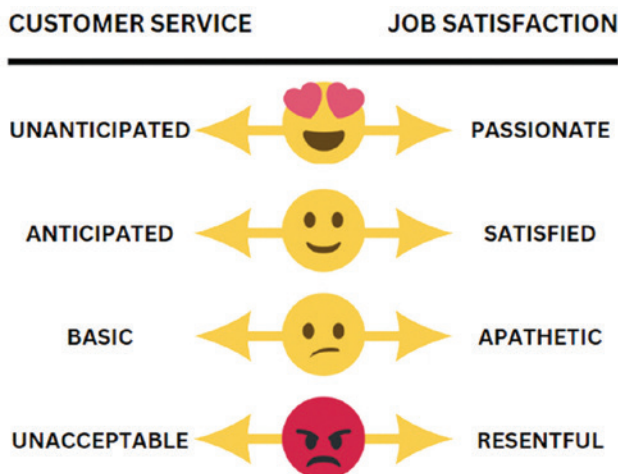 CUSTOMER SERVICE JOB SATISFACTION
UNANTICIPATED PASSIONATE
ANTICIPATED SATISFIED
BASIC APATHETIC
UNACCEPTABLE RESENTFUL